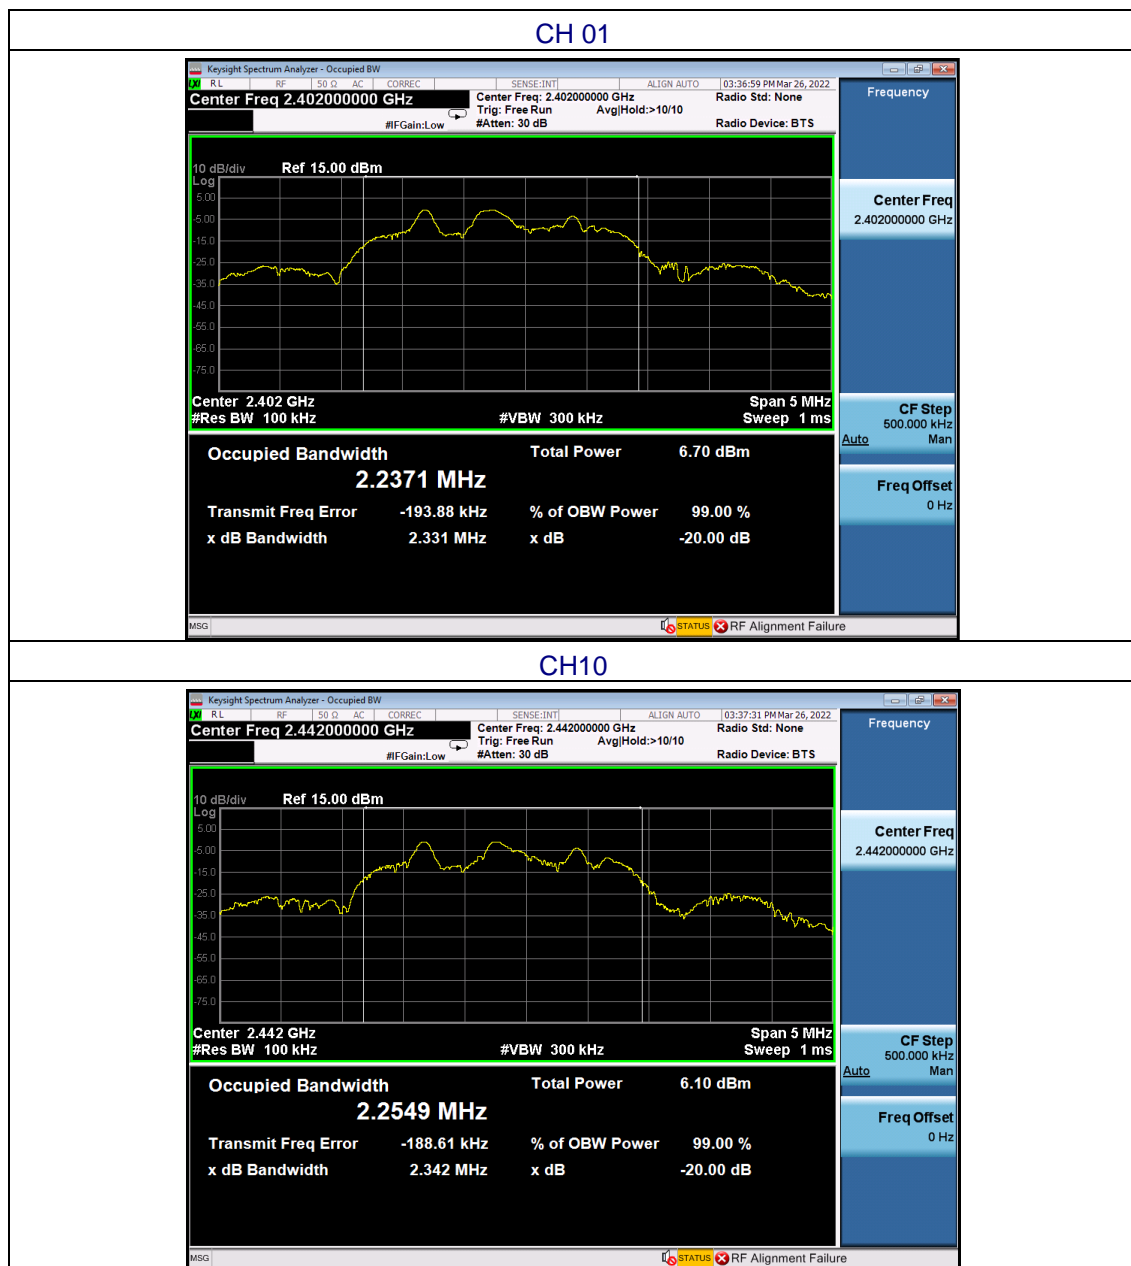 CH 01
Keysight Spectrum Analyzer - Occupied BW
LXI RL RF 50 Ω AC CORREC SENSE:INT ALIGN AUTO 03:36:59 PM Mar 26, 2022
Center Freq 2.402000000 GHz
Center Freq: 2.402000000 GHz
Radio Std: None
Trig: Free Run Avg|Hold:>10/10
#IFGain:Low
#Atten: 30 dB
Radio Device: BTS
Frequency
10 dB/div Ref 15.00 dBm
Log
5.00
-5.00
-15.0
-25.0
-35.0
-45.0
-55.0
-65.0
-75.0
Center 2.402 GHz Span 5 MHz
#Res BW 100 kHz #VBW 300 kHz Sweep 1 ms
Center Freq
2.402000000 GHz
CF Step
500.000 kHz
Auto Man
Freq Offset
0 Hz
Occupied Bandwidth Total Power 6.70 dBm
2.2371 MHz
Transmit Freq Error -193.88 kHz % of OBW Power 99.00 %
x dB Bandwidth 2.331 MHz x dB -20.00 dB
MSG STATUS RF Alignment Failure
CH10
Keysight Spectrum Analyzer - Occupied BW
LXI RL RF 50 Ω AC CORREC SENSE:INT ALIGN AUTO 03:37:31 PM Mar 26, 2022
Center Freq 2.442000000 GHz
Center Freq: 2.442000000 GHz
Radio Std: None
Trig: Free Run Avg|Hold:>10/10
#IFGain:Low
#Atten: 30 dB
Radio Device: BTS
Frequency
10 dB/div Ref 15.00 dBm
Log
5.00
-5.00
-15.0
-25.0
-35.0
-45.0
-55.0
-65.0
-75.0
Center 2.442 GHz Span 5 MHz
#Res BW 100 kHz #VBW 300 kHz Sweep 1 ms
Center Freq
2.442000000 GHz
CF Step
500.000 kHz
Auto Man
Freq Offset
0 Hz
Occupied Bandwidth Total Power 6.10 dBm
2.2549 MHz
Transmit Freq Error -188.61 kHz % of OBW Power 99.00 %
x dB Bandwidth 2.342 MHz x dB -20.00 dB
MSG STATUS RF Alignment Failure